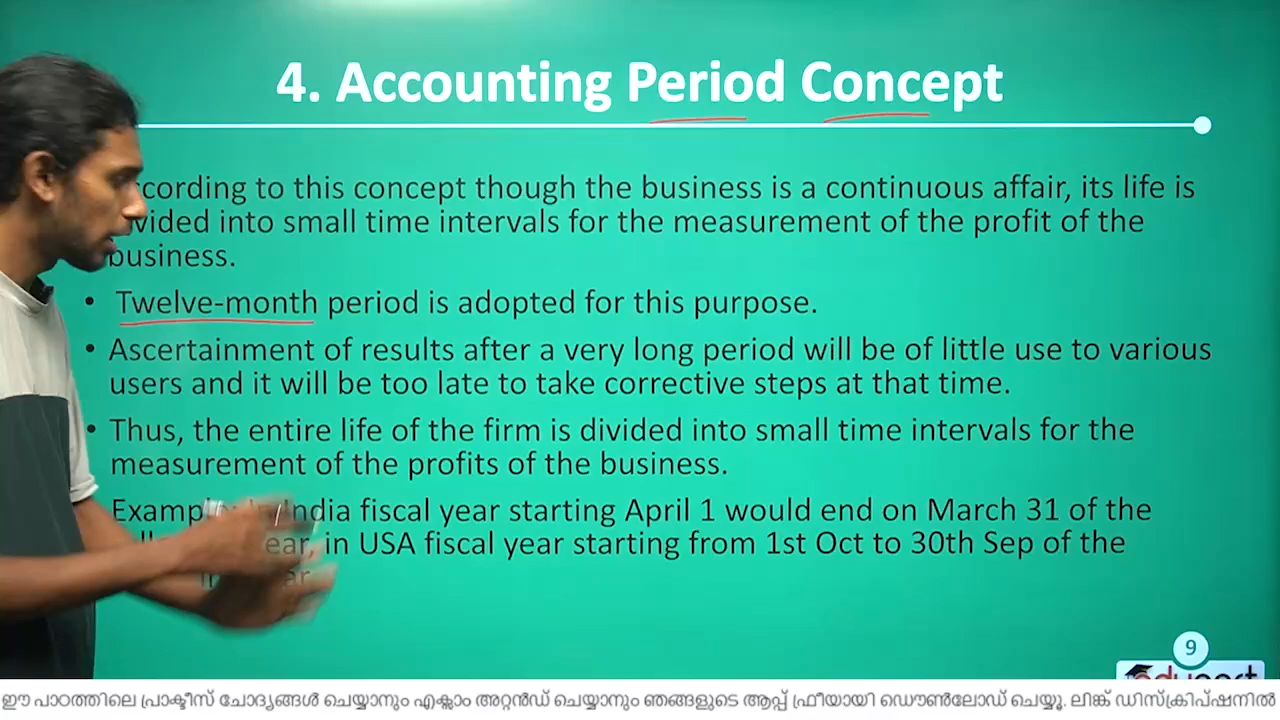 4. Accounting Period Concept
According to this concept though the business is a continuous affair, its life is
divided into small time intervals for the measurement of the profit of the
business.
• Twelve-month period is adopted for this purpose.
• Ascertainment of results after a very long period will be of little use to various
users and it will be too late to take corrective steps at that time.
• Thus, the entire life of the firm is divided into small time intervals for the
measurement of the profits of the business.
Example: In India fiscal year starting April 1 would end on March 31 of the
year, in USA fiscal year starting from 1st Oct to 30th Sep of the
9
eduport
ഈ പാഠത്തിലെ പ്രാക്ടീസ് ചോദ്യങ്ങൾ ചെയ്യാനും എക്സാം അറ്റൻഡ് ചെയ്യാനും ഞങ്ങളുടെ ആപ്പ് ഫ്രീയായി ഡൌൺലോഡ് ചെയ്യൂ. ലിങ്ക് ഡിസ്ക്രിപ്ഷനിൽ